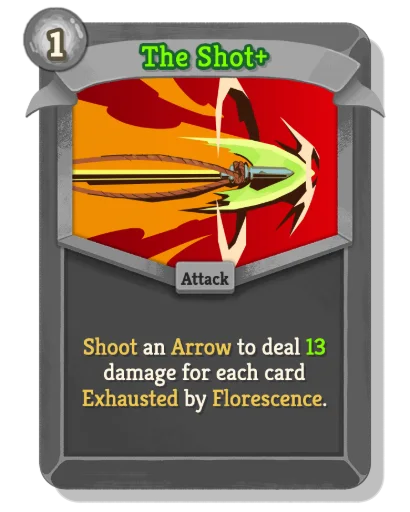 1
The Shot+
Attack
Shoot an Arrow to deal 13
damage for each card
Exhausted by Florescence.